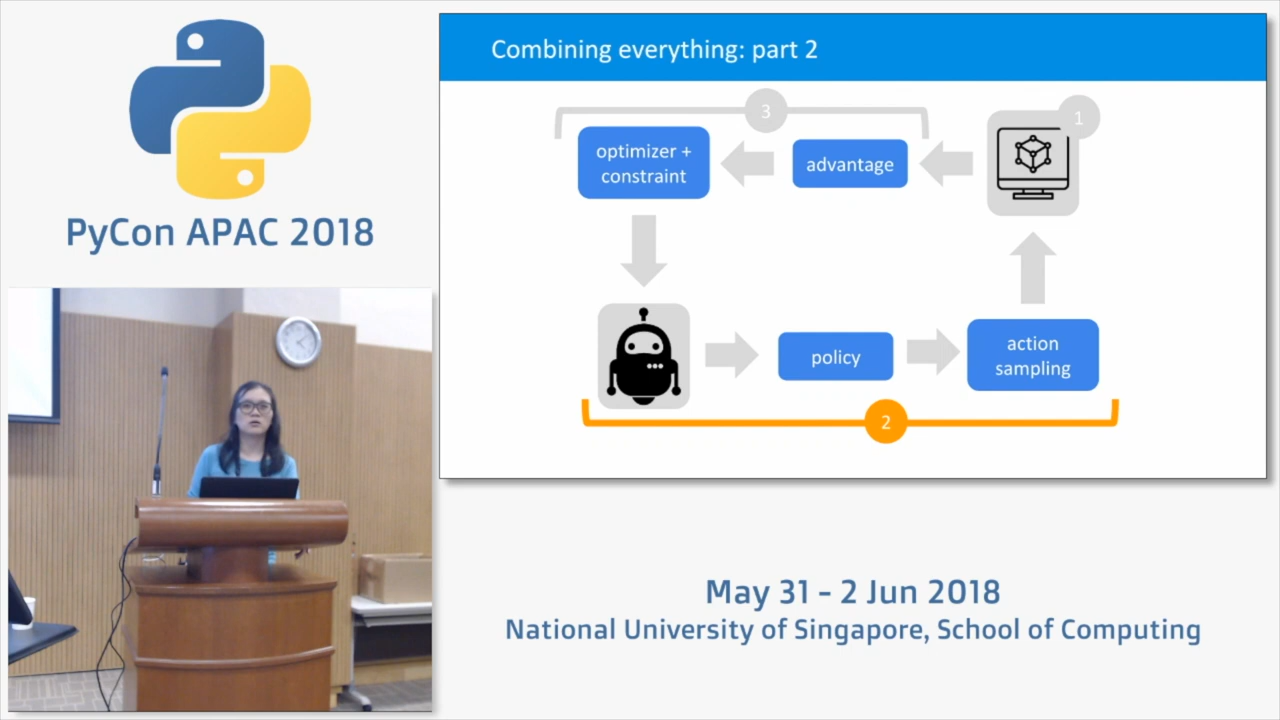 PyCon APAC 2018
Combining everything: part 2
3
1
optimizer +
constraint
advantage
policy
action
sampling
2
May 31 - 2 Jun 2018
National University of Singapore, School of Computing